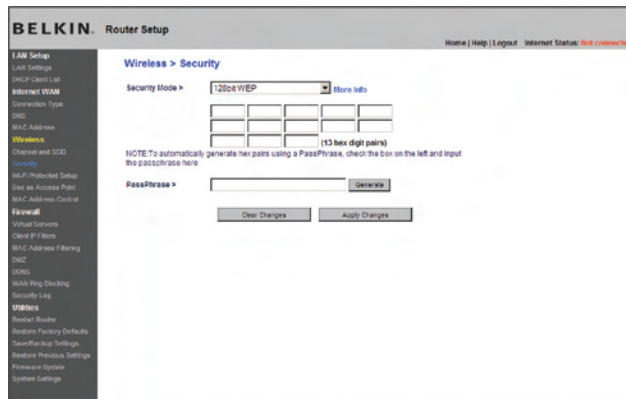 BELKIN. Router Setup
Home | Help | Logout Internet Status: Not connected
LAN Setup
LAN Settings
DHCP Client List
Internet WAN
Connection Type
DNS
MAC Address
Wireless
Channel and SSID
Security
Wi-Fi Protected Setup
Use as Access Point
MAC Address Control
Firewall
Virtual Servers
Client IP Filters
MAC Address Filtering
DMZ
DDNS
WAN Ping Blocking
Security Log
Utilities
Restart Router
Restore Factory Defaults
Save/Backup Settings
Restore Previous Settings
Firmware Update
System Settings
Wireless > Security
Security Mode > 128bit WEP More Info
(13 hex digit pairs)
NOTE:To automatically generate hex pairs using a PassPhrase, check the box on the left and input
the passphrase here
PassPhrase > Generate
Clear Changes Apply Changes